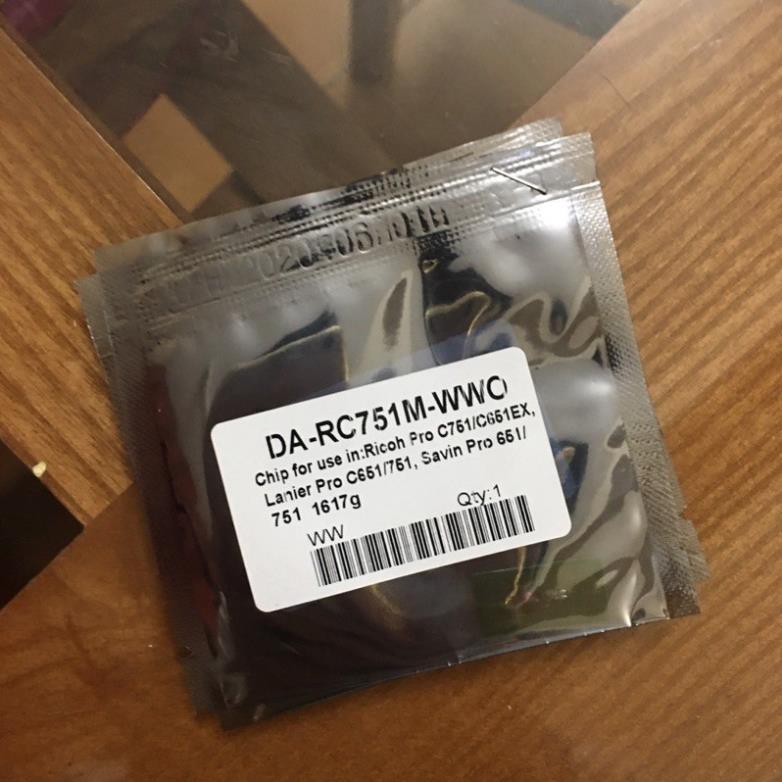 DA-RC751M-WWO
Chip for use in:Ricoh Pro C751/C651EX,
Lanier Pro C651/751, Savin Pro 651/
751 1617g
Qty:1
WW